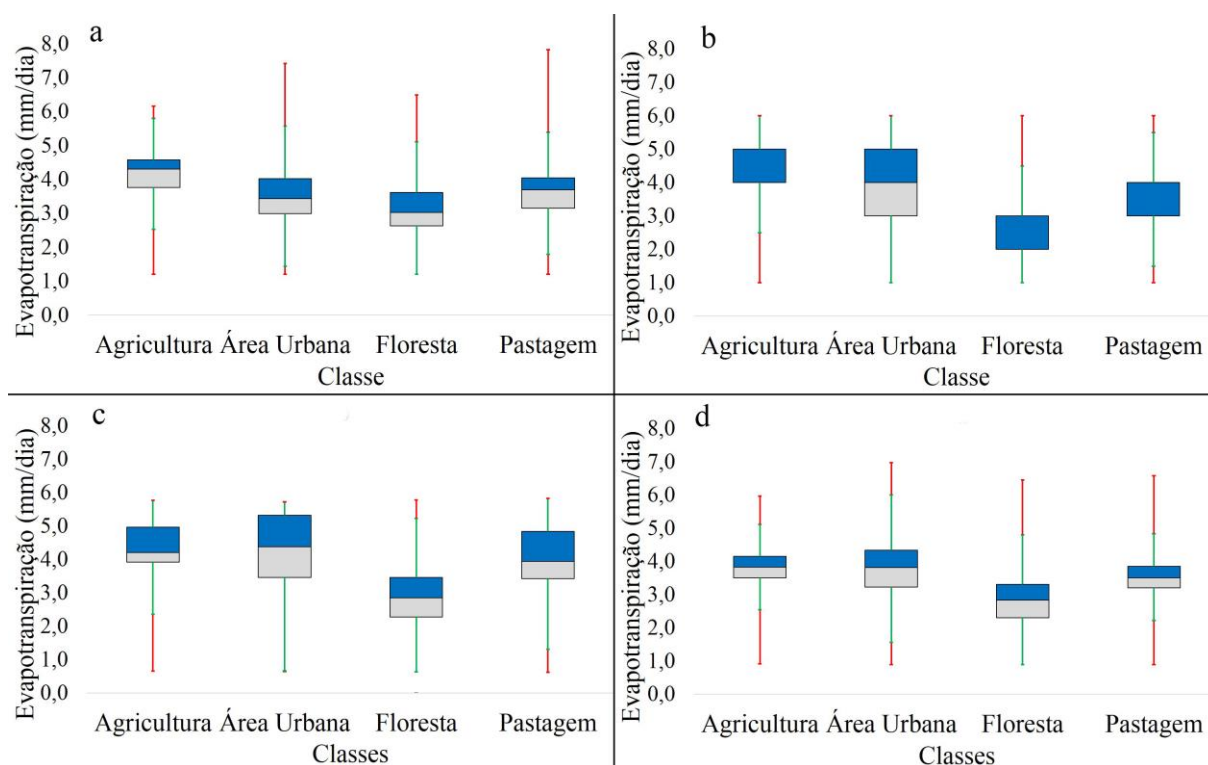 a
Evapotranspiração (mm/dia)
8,0
7,0
6,0
5,0
4,0
3,0
2,0
1,0
0,0
Agricultura Área Urbana Floresta Pastagem
Classe
b
Evapotranspiração (mm/dia)
8,0
7,0
6,0
5,0
4,0
3,0
2,0
1,0
0,0
Agricultura Área Urbana Floresta Pastagem
Classe
c
Evapotranspiração (mm/dia)
8,0
7,0
6,0
5,0
4,0
3,0
2,0
1,0
0,0
Agricultura Área Urbana Floresta Pastagem
Classes
d
Evapotranspiração (mm/dia)
8,0
7,0
6,0
5,0
4,0
3,0
2,0
1,0
0,0
Agricultura Área Urbana Floresta Pastagem
Classes